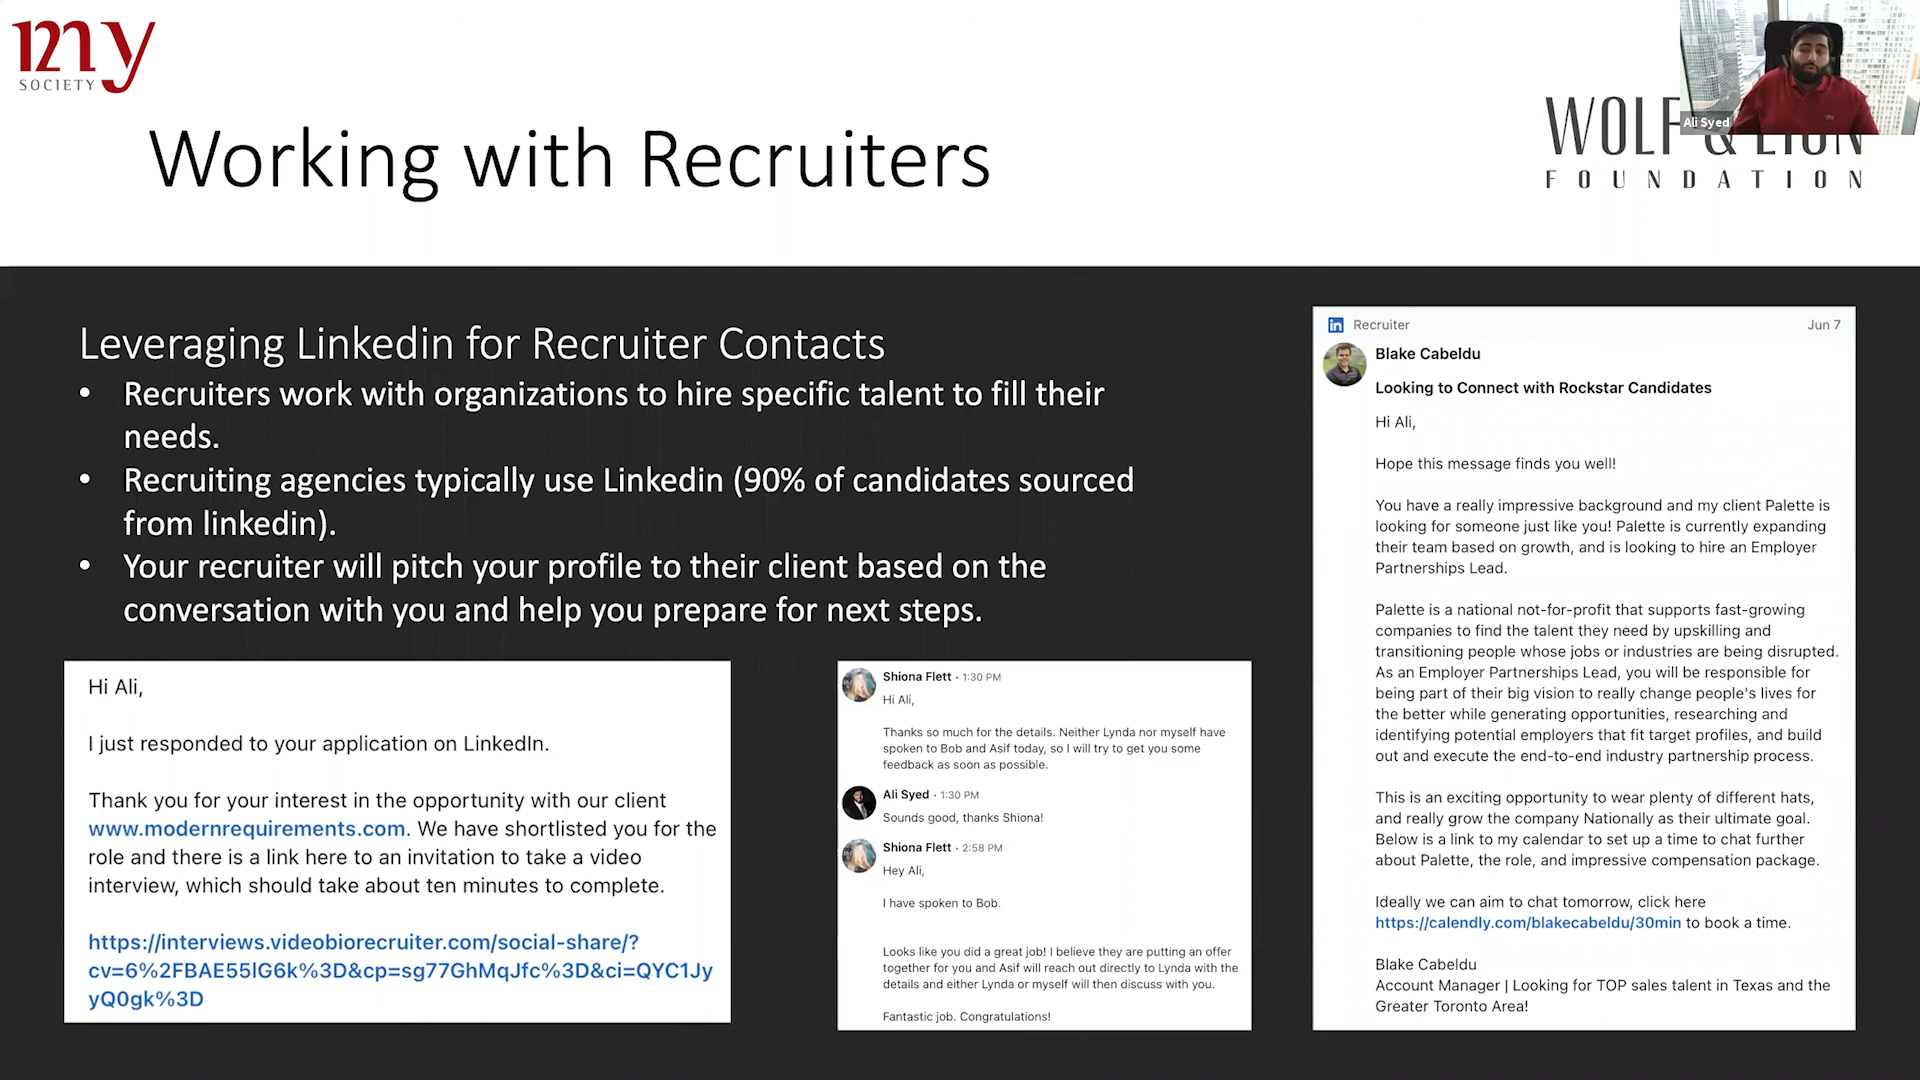 my
SOCIETY
Ali Syed
WOLF & LION
FOUNDATION
Working with Recruiters
Leveraging Linkedin for Recruiter Contacts
• Recruiters work with organizations to hire specific talent to fill their
needs.
• Recruiting agencies typically use Linkedin (90% of candidates sourced
from linkedin).
• Your recruiter will pitch your profile to their client based on the
conversation with you and help you prepare for next steps.
Hi Ali,
I just responded to your application on LinkedIn.
Thank you for your interest in the opportunity with our client
www.modernrequirements.com. We have shortlisted you for the
role and there is a link here to an invitation to take a video
interview, which should take about ten minutes to complete.
https://interviews.videobiorecruiter.com/social-share/?
cv=6%2FBAE55lG6k%3D&cp=sg77GhMqJfc%3D&ci=QYC1Jy
yQ0gk%3D
Shiona Flett • 1:30 PM
Hi Ali,
Thanks so much for the details. Neither Lynda nor myself have
spoken to Bob and Asif today, so I will try to get you some
feedback as soon as possible.
Ali Syed • 1:30 PM
Sounds good, thanks Shiona!
Shiona Flett • 2:58 PM
Hey Ali,
I have spoken to Bob.
Looks like you did a great job! I believe they are putting an offer
together for you and Asif will reach out directly to Lynda with the
details and either Lynda or myself will then discuss with you.
Fantastic job. Congratulations!
in Recruiter Jun 7
Blake Cabeldu
Looking to Connect with Rockstar Candidates
Hi Ali,
Hope this message finds you well!
You have a really impressive background and my client Palette is
looking for someone just like you! Palette is currently expanding
their team based on growth, and is looking to hire an Employer
Partnerships Lead.
Palette is a national not-for-profit that supports fast-growing
companies to find the talent they need by upskilling and
transitioning people whose jobs or industries are being disrupted.
As an Employer Partnerships Lead, you will be responsible for
being part of their big vision to really change people's lives for
the better while generating opportunities, researching and
identifying potential employers that fit target profiles, and build
out and execute the end-to-end industry partnership process.
This is an exciting opportunity to wear plenty of different hats,
and really grow the company Nationally as their ultimate goal.
Below is a link to my calendar to set up a time to chat further
about Palette, the role, and impressive compensation package.
Ideally we can aim to chat tomorrow, click here
https://calendly.com/blakecabeldu/30min to book a time.
Blake Cabeldu
Account Manager | Looking for TOP sales talent in Texas and the
Greater Toronto Area!